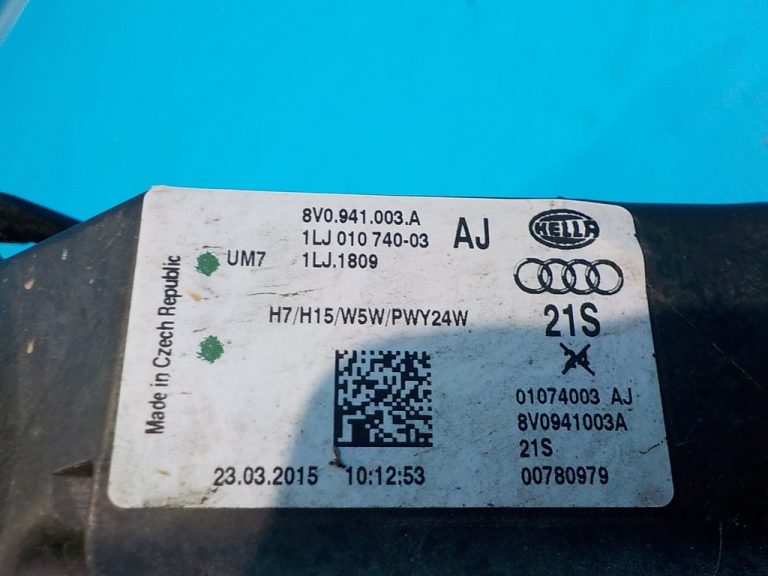 8V0.941.003.A
1LJ 010 740-03
AJ
HELLA
UM7
1LJ.1809
Made in Czech Republic
H7/H15/W5W/PWY24W
21S
24
01074003 AJ
8V0941003A
21S
23.03.2015 10:12:53
00780979